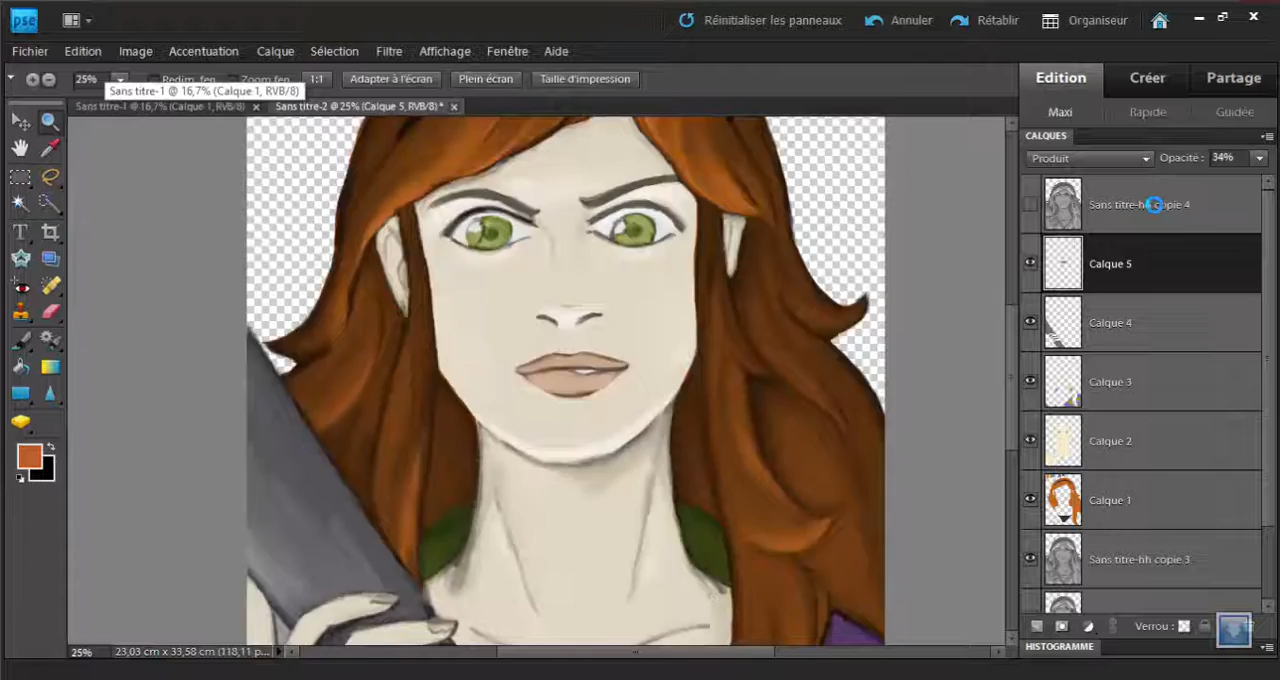 pse Réinitialiser les panneaux Annuler Rétablir Organiseur
Fichier Edition Image Accentuation Calque Sélection Filtre Affichage Fenêtre Aide
25% Redim. fen. Zoom fen. 1:1 Adapter à l'écran Plein écran Taille d'impression
Edition Créer Partage
Sans titre-1 @ 16,7% (Calque 1, RVB/8)
Sans titre-1 @ 16,7% (Calque 1, RVB/8) × Sans titre-2 @ 25% (Calque 5, RVB/8) * ×
Maxi Rapide Guidée
CALQUES
Produit Opacité : 34%
Sans titre-hh copie 4
Calque 5
Calque 4
Calque 3
Calque 2
Calque 1
Sans titre-hh copie 3
Verrou :
25% 23,03 cm x 33,58 cm (118,11 p...
HISTOGRAMME